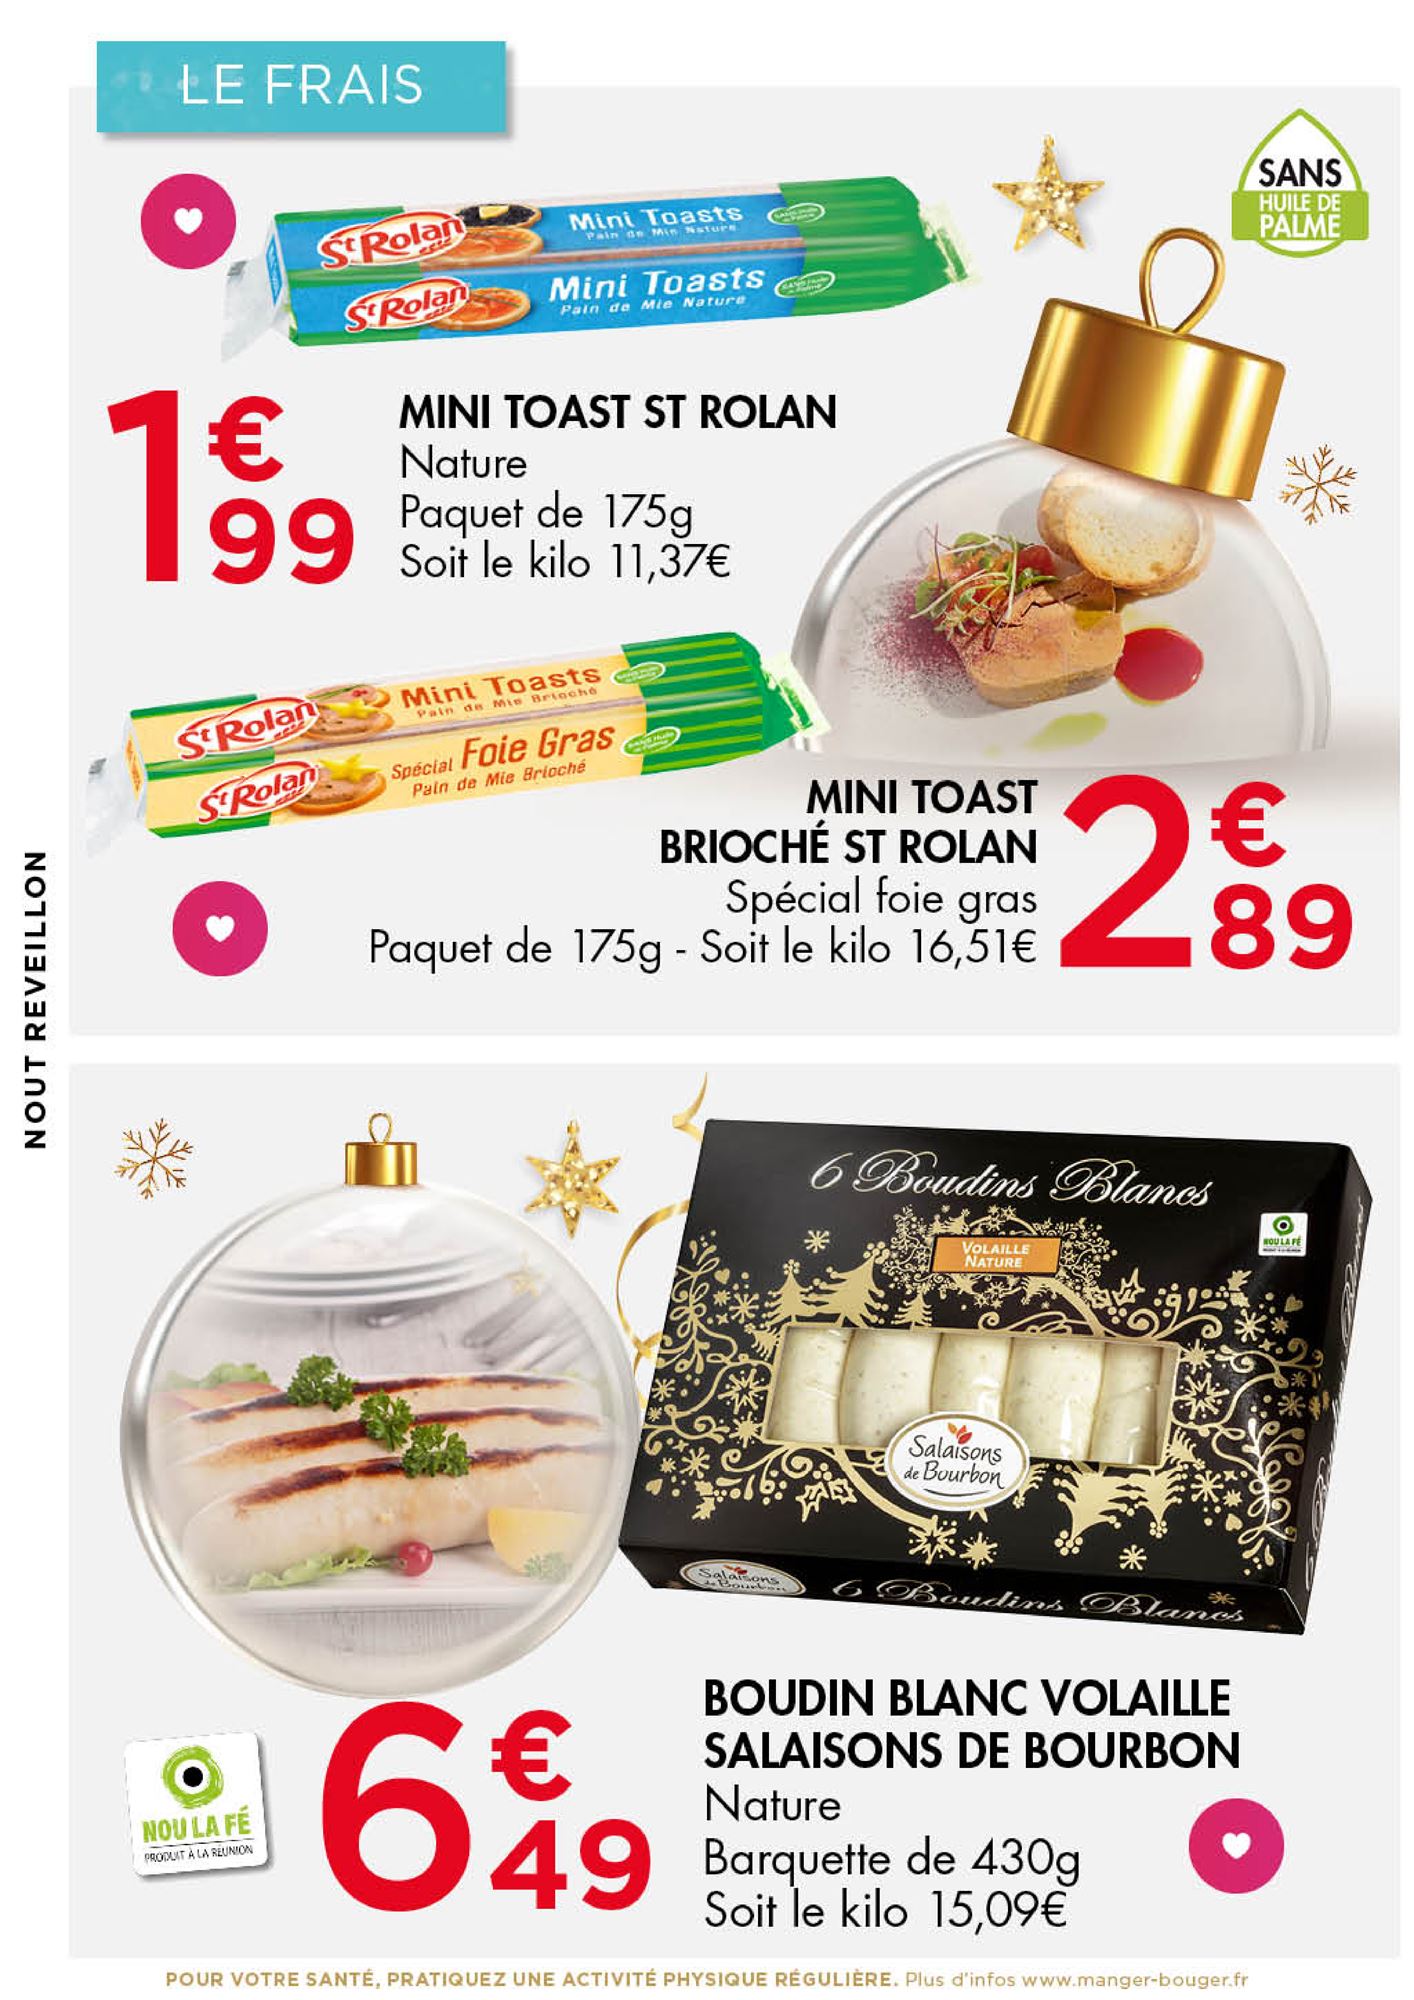 LE FRAIS
SANS
HUILE DE
PALME
St Rolan
Mini Toasts
Pain de Mie Nature
St Rolan
Mini Toasts
Pain de Mie Nature
1€99
MINI TOAST ST ROLAN
Nature
Paquet de 175g
Soit le kilo 11,37€
St Rolan
Mini Toasts
Pain de Mie Brioché
St Rolan
Spécial Foie Gras
Pain de Mie Brioché
MINI TOAST
BRIOCHÉ ST ROLAN
Spécial foie gras
Paquet de 175g - Soit le kilo 16,51€
2€89
NOUT REVEILLON
6 Boudins Blancs
VOLAILLE
NATURE
NOU LA FÉ
Salaisons
de Bourbon
Salaisons
de Bourbon
6 Boudins Blancs
NOU LA FÉ
PRODUIT À LA RÉUNION
6€49
BOUDIN BLANC VOLAILLE
SALAISONS DE BOURBON
Nature
Barquette de 430g
Soit le kilo 15,09€
POUR VOTRE SANTÉ, PRATIQUEZ UNE ACTIVITÉ PHYSIQUE RÉGULIÈRE. Plus d'infos www.manger-bouger.fr